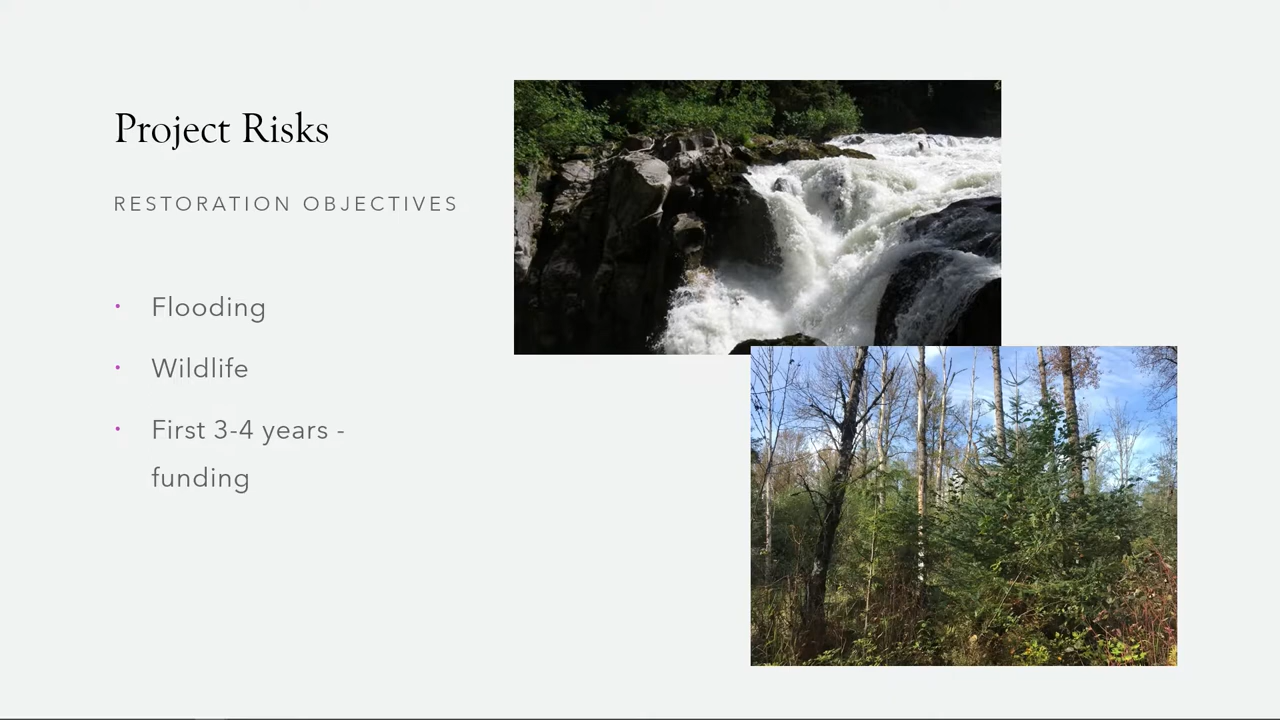 Project Risks
RESTORATION OBJECTIVES
• Flooding
• Wildlife
• First 3-4 years -
funding